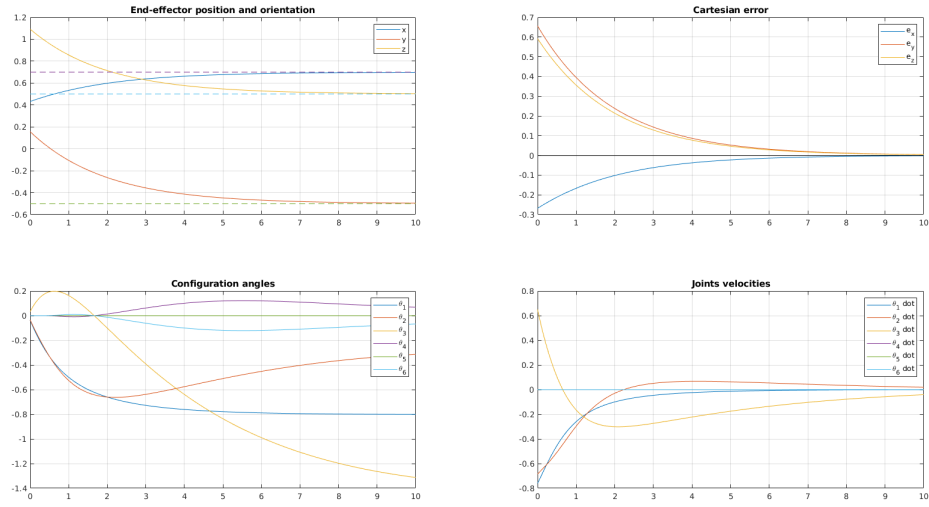 End-effector position and orientation
1.2
1
0.8
0.6
0.4
0.2
0
-0.2
-0.4
-0.6
0 1 2 3 4 5 6 7 8 9 10
x
y
z
Cartesian error
0.7
0.6
0.5
0.4
0.3
0.2
0.1
0
-0.1
-0.2
-0.3
0 1 2 3 4 5 6 7 8 9 10
e_x
e_y
e_z
Configuration angles
0.2
0
-0.2
-0.4
-0.6
-0.8
-1
-1.2
-1.4
0 1 2 3 4 5 6 7 8 9 10
θ_1
θ_2
θ_3
θ_4
θ_5
θ_6
Joints velocities
0.8
0.6
0.4
0.2
0
-0.2
-0.4
-0.6
-0.8
0 1 2 3 4 5 6 7 8 9 10
θ_1 dot
θ_2 dot
θ_3 dot
θ_4 dot
θ_5 dot
θ_6 dot